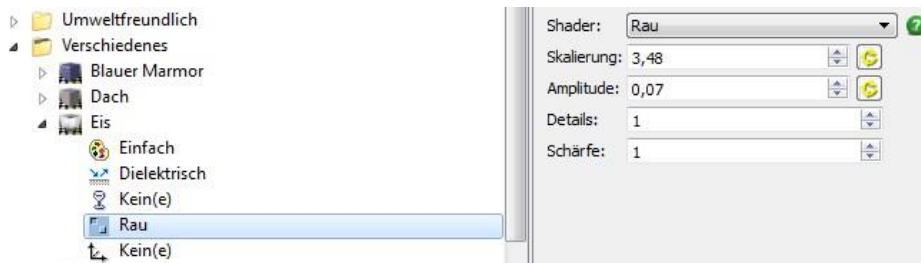 Umweltfreundlich
Verschiedenes
Blauer Marmor
Dach
Eis
Einfach
Dielektrisch
Kein(e)
Rau
Kein(e)
Shader: Rau
Skalierung: 3,48
Amplitude: 0,07
Details: 1
Schärfe: 1